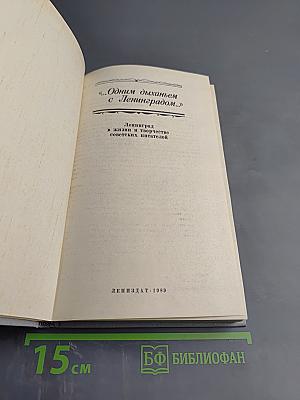 «...Одним дыханьем
с Ленинградом...»
Ленинград
в жизни и творчестве
советских писателей
ЛЕНИЗДАТ · 1989
15 см
БФ БИБЛИОФАН